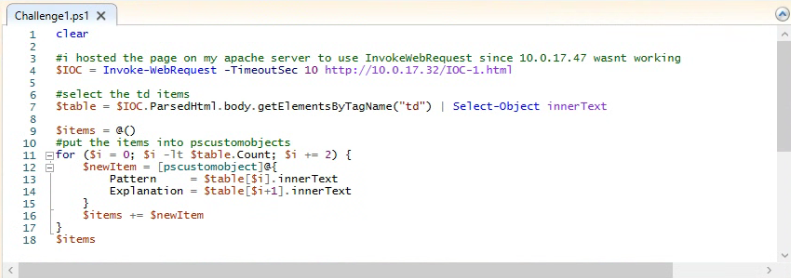 Challenge1.ps1 X
1 clear
2
3 #i hosted the page on my apache server to use InvokeWebRequest since 10.0.17.47 wasnt working
4 $IOC = Invoke-WebRequest -TimeoutSec 10 http://10.0.17.32/IOC-1.html
5
6 #select the td items
7 $table = $IOC.ParsedHtml.body.getElementsByTagName("td") | Select-Object innerText
8
9 $items = @()
10 #put the items into pscustomobjects
11 for ($i = 0; $i -lt $table.Count; $i += 2) {
12 $newItem = [pscustomobject]@{
13 Pattern = $table[$i].innerText
14 Explanation = $table[$i+1].innerText
15 }
16 $items += $newItem
17 }
18 $items